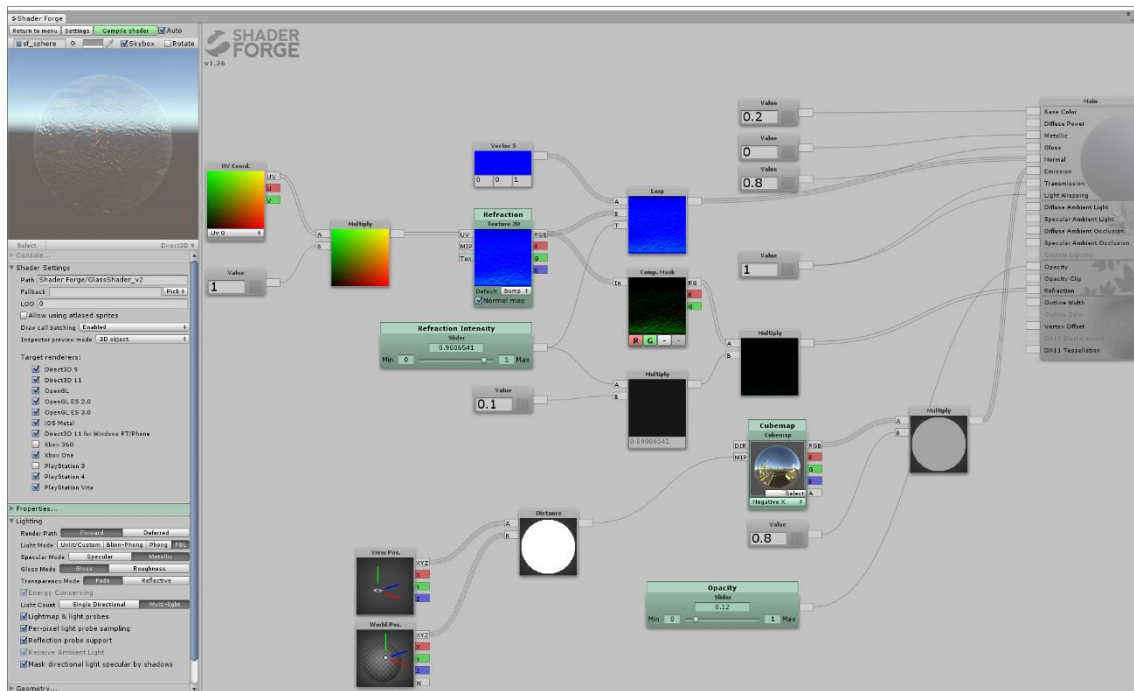 Shader Forge
Return to menu Settings Compile shader Auto
sf_sphere 0 Skybox Rotate
SHADER
FORGE
v1.26
Select Direct3D 9
Console...
Shader Settings
Path Shader Forge/GlassShader_v2
Fallback Pick
LOD 0
Allow using atlased sprites
Draw call batching Enabled
Inspector preview mode 3D object
Target renderers:
Direct3D 9
Direct3D 11
OpenGL
OpenGL ES 2.0
OpenGL ES 3.0
iOS Metal
Direct3D 11 for Windows RT/Phone
Xbox 360
Xbox One
PlayStation 3
PlayStation 4
PlayStation Vita
Properties...
Lighting
Render Path Forward Deferred
Light Mode Unlit/Custom Blinn-Phong Phong PBL
Specular Mode Specular Metallic
Gloss Mode Gloss Roughness
Transparency Mode Fade Reflective
Energy Conserving
Light Count Single Directional Multi-light
Lightmap & light probes
Per-pixel light probe sampling
Reflection probe support
Receive Ambient Light
Mask directional light specular by shadows
Geometry...
UV Coord.
UV
U
V
Uv 0
Value
1
Multiply
A
B
Vector 3
0 0 1
Refraction
Texture 2D
UV RGB
MIP R
Tex G
B
Default Bump
Normal map
Refraction Intensity
Slider
0.9006541
Min 0 1 Max
Value
0.1
Lerp
A
B
T
Comp. Mask
In RG
R
G
R G - -
Multiply
A
B
0.09006541
Multiply
A
B
Value
0.2
Value
0
Value
0.8
Value
1
Cubemap
Cubemap
DIR RGB
MIP R
G
B
Select A
Negative X
Value
0.8
Multiply
A
B
Distance
A
B
View Pos.
XYZ
X
Y
Z
World Pos.
XYZ
X
Y
Z
W
Opacity
Slider
0.12
Min 0 1 Max
Main
Base Color
Diffuse Power
Metallic
Gloss
Normal
Emission
Transmission
Light Wrapping
Diffuse Ambient Light
Specular Ambient Light
Diffuse Ambient Occlusion
Specular Ambient Occlusion
Custom Lighting
Opacity
Opacity Clip
Refraction
Outline Width
Outline Color
Vertex Offset
DX11 Displacement
DX11 Tessellation